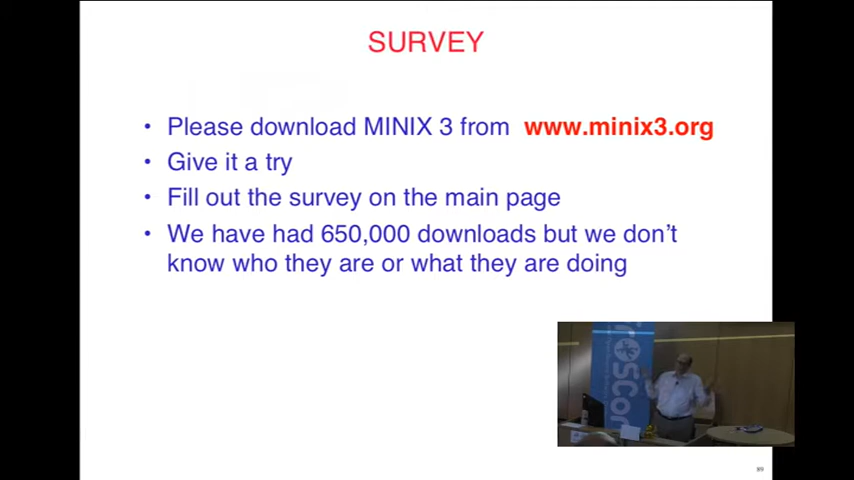 SURVEY
• Please download MINIX 3 from www.minix3.org
• Give it a try
• Fill out the survey on the main page
• We have had 650,000 downloads but we don't
know who they are or what they are doing
OSCon
89